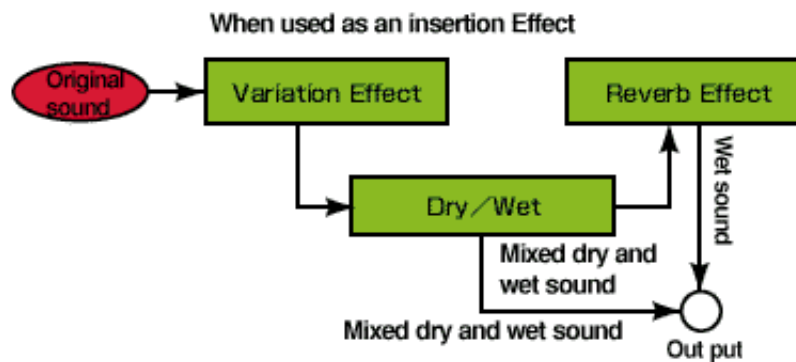 When used as an insertion Effect
Original
sound
Variation Effect
Reverb Effect
Dry／Wet
Wet sound
Mixed dry and
wet sound
Mixed dry and wet sound
Out put